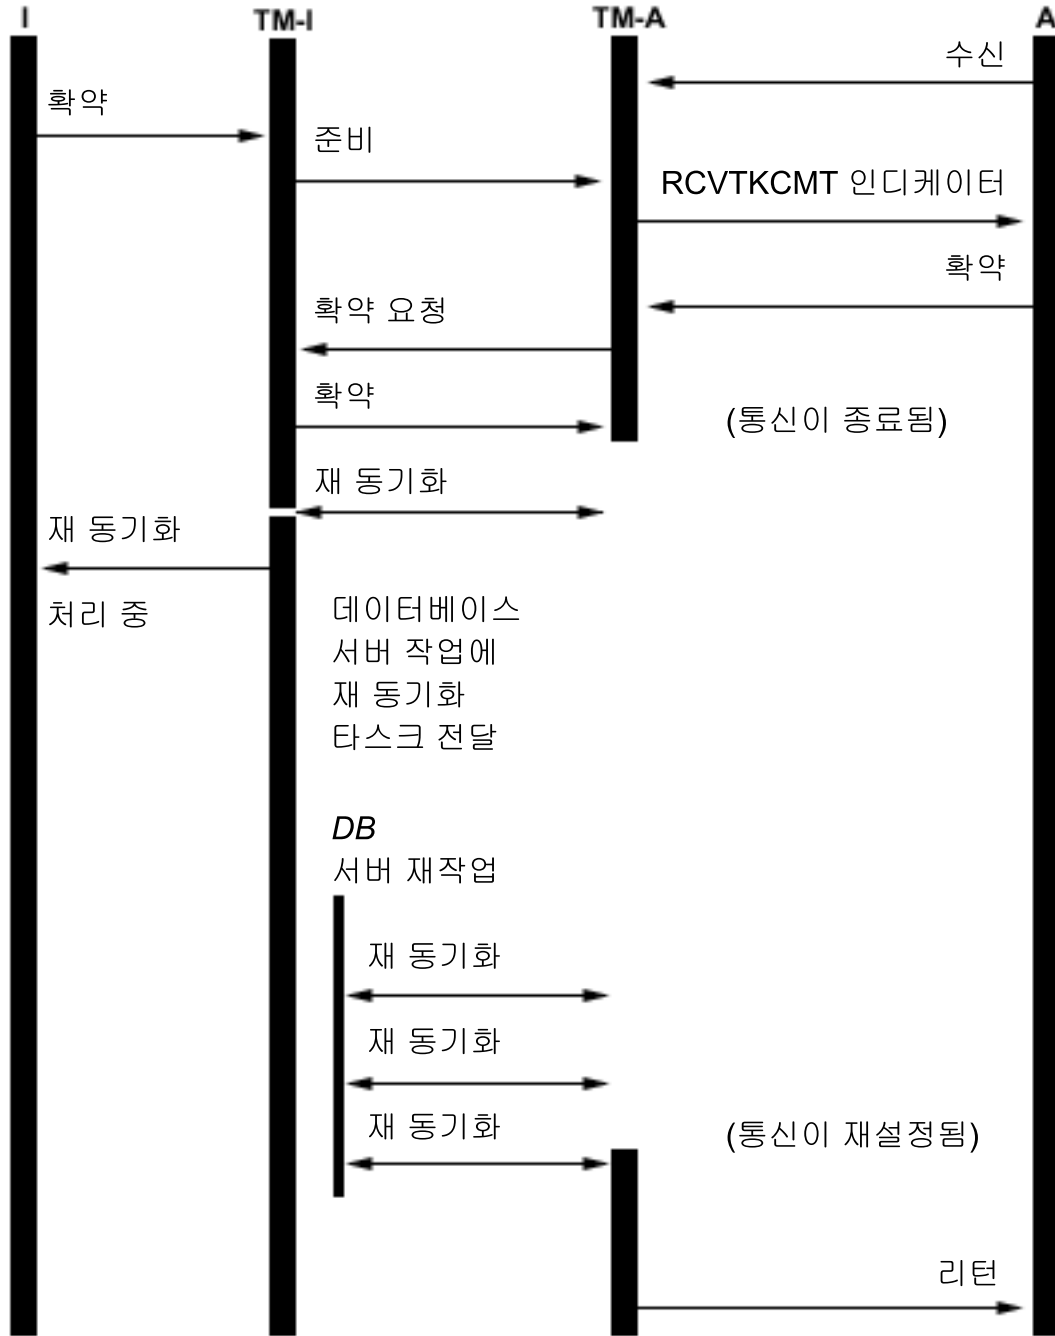 I
TM-I
TM-A
A
수신
확약
준비
RCVTKCMT 인디케이터
확약
확약 요청
확약
(통신이 종료됨)
재 동기화
재 동기화
처리 중
데이터베이스
서버 작업에
재 동기화
타스크 전달
DB
서버 재작업
재 동기화
재 동기화
재 동기화
(통신이 재설정됨)
리턴